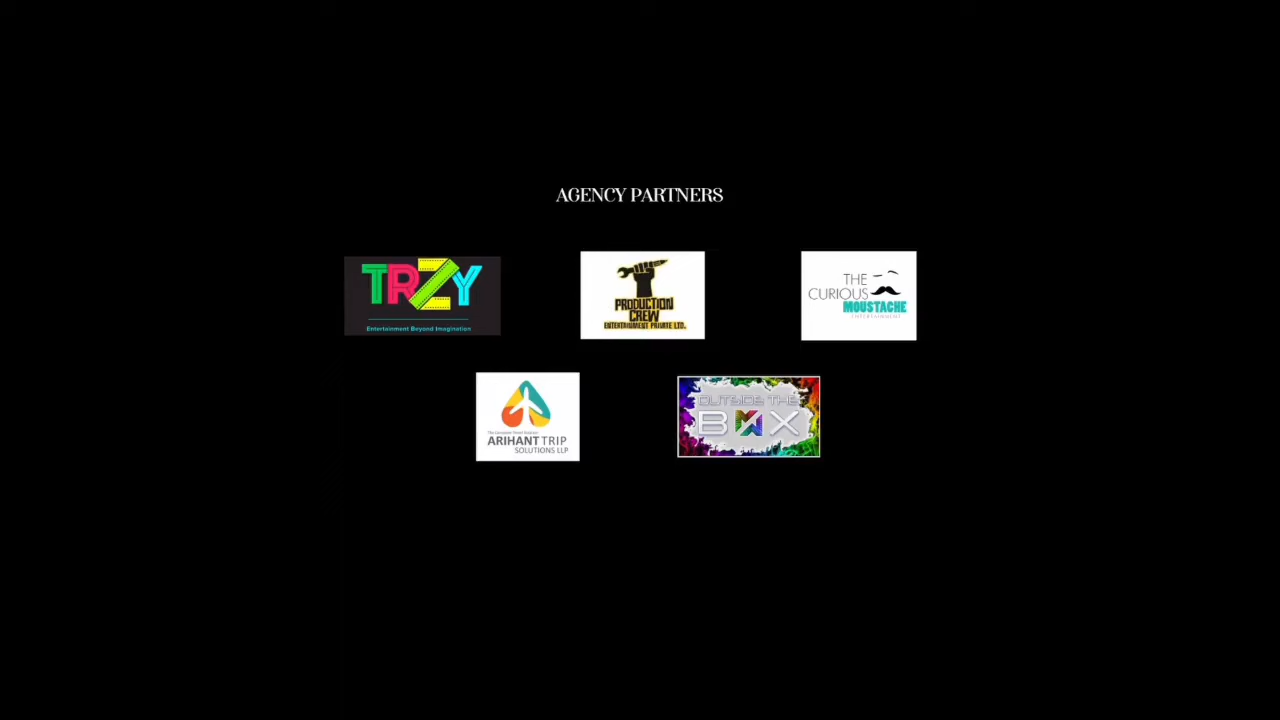 AGENCY PARTNERS
TRZY
Entertainment Beyond Imagination
PRODUCTION
CREW
ENTERTAINMENT PRIVATE LTD.
THE
CURIOUS
MOUSTACHE
ENTERTAINMENT
ARIHANT TRIP
SOLUTIONS LLP
OUTSIDE THE
BOX